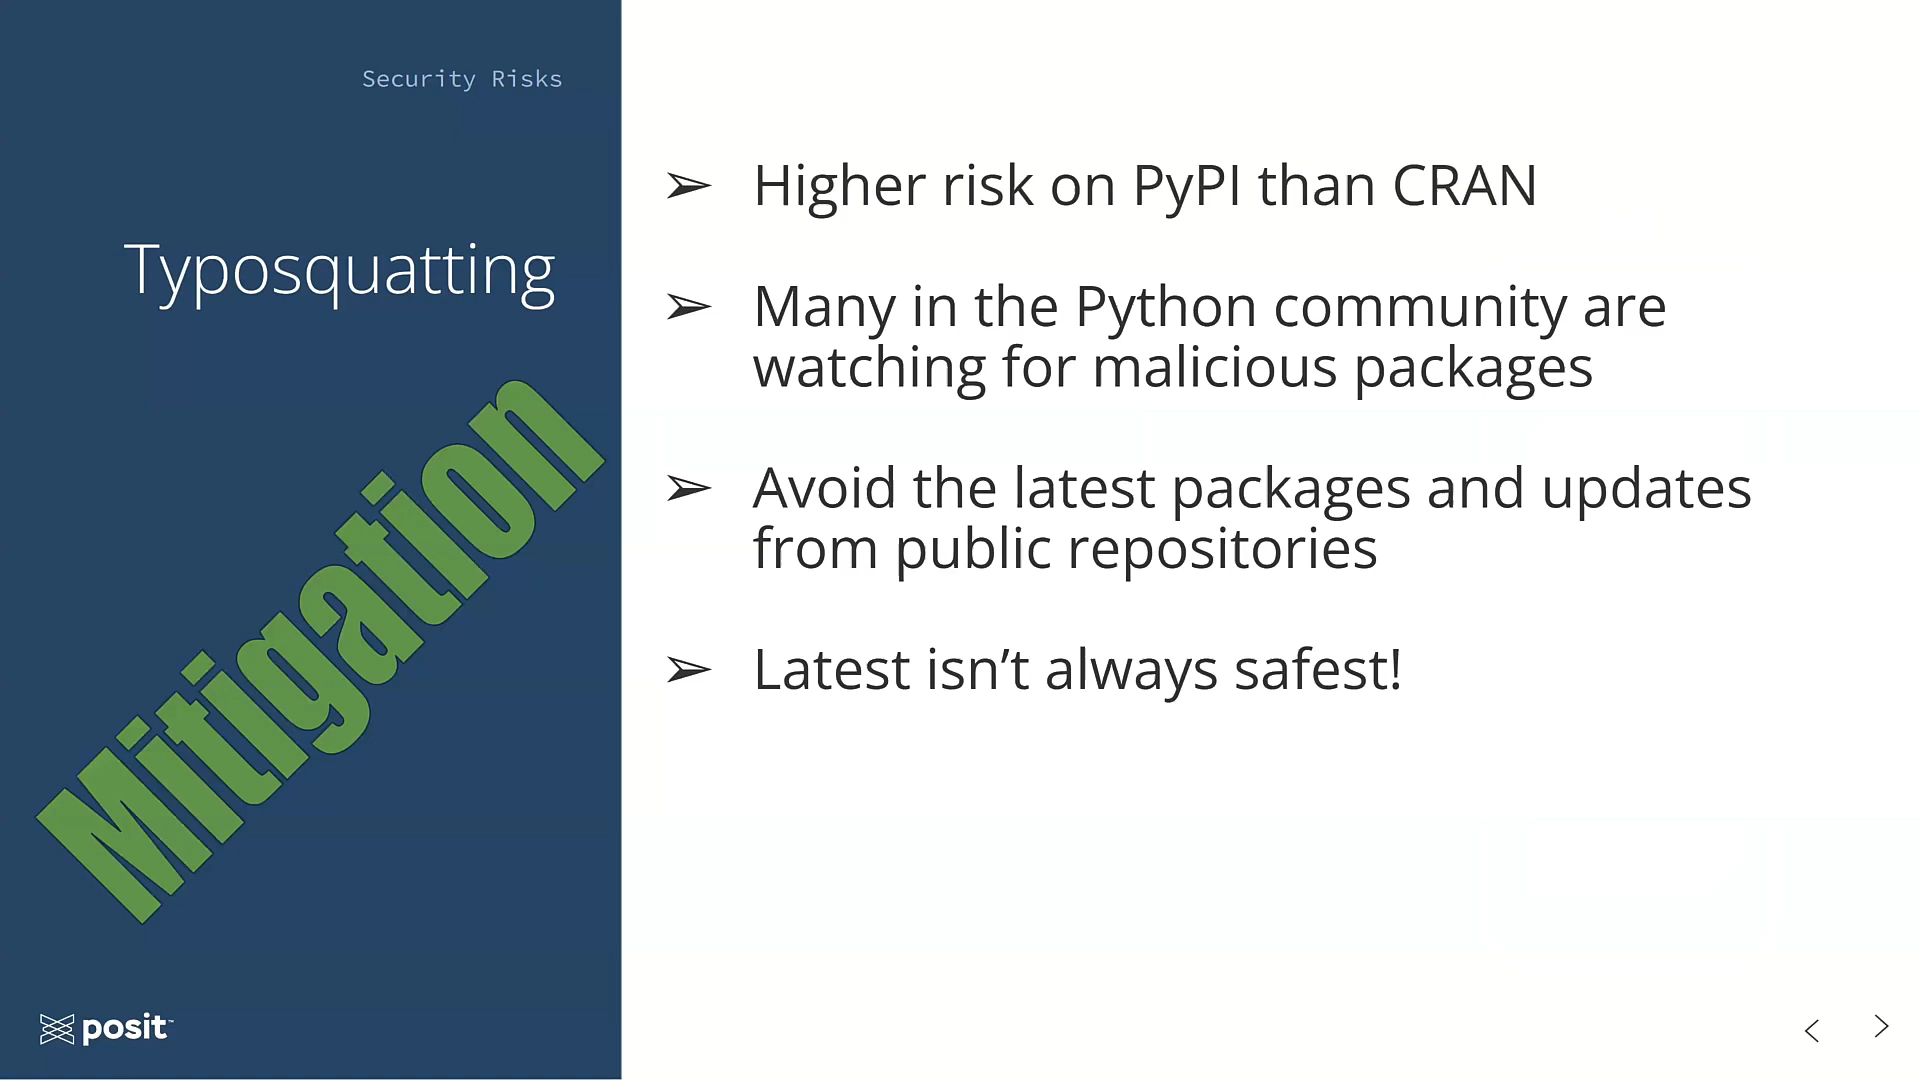 Security Risks
Typosquatting
Mitigation
➢ Higher risk on PyPI than CRAN
➢ Many in the Python community are
watching for malicious packages
➢ Avoid the latest packages and updates
from public repositories
➢ Latest isn’t always safest!
posit™